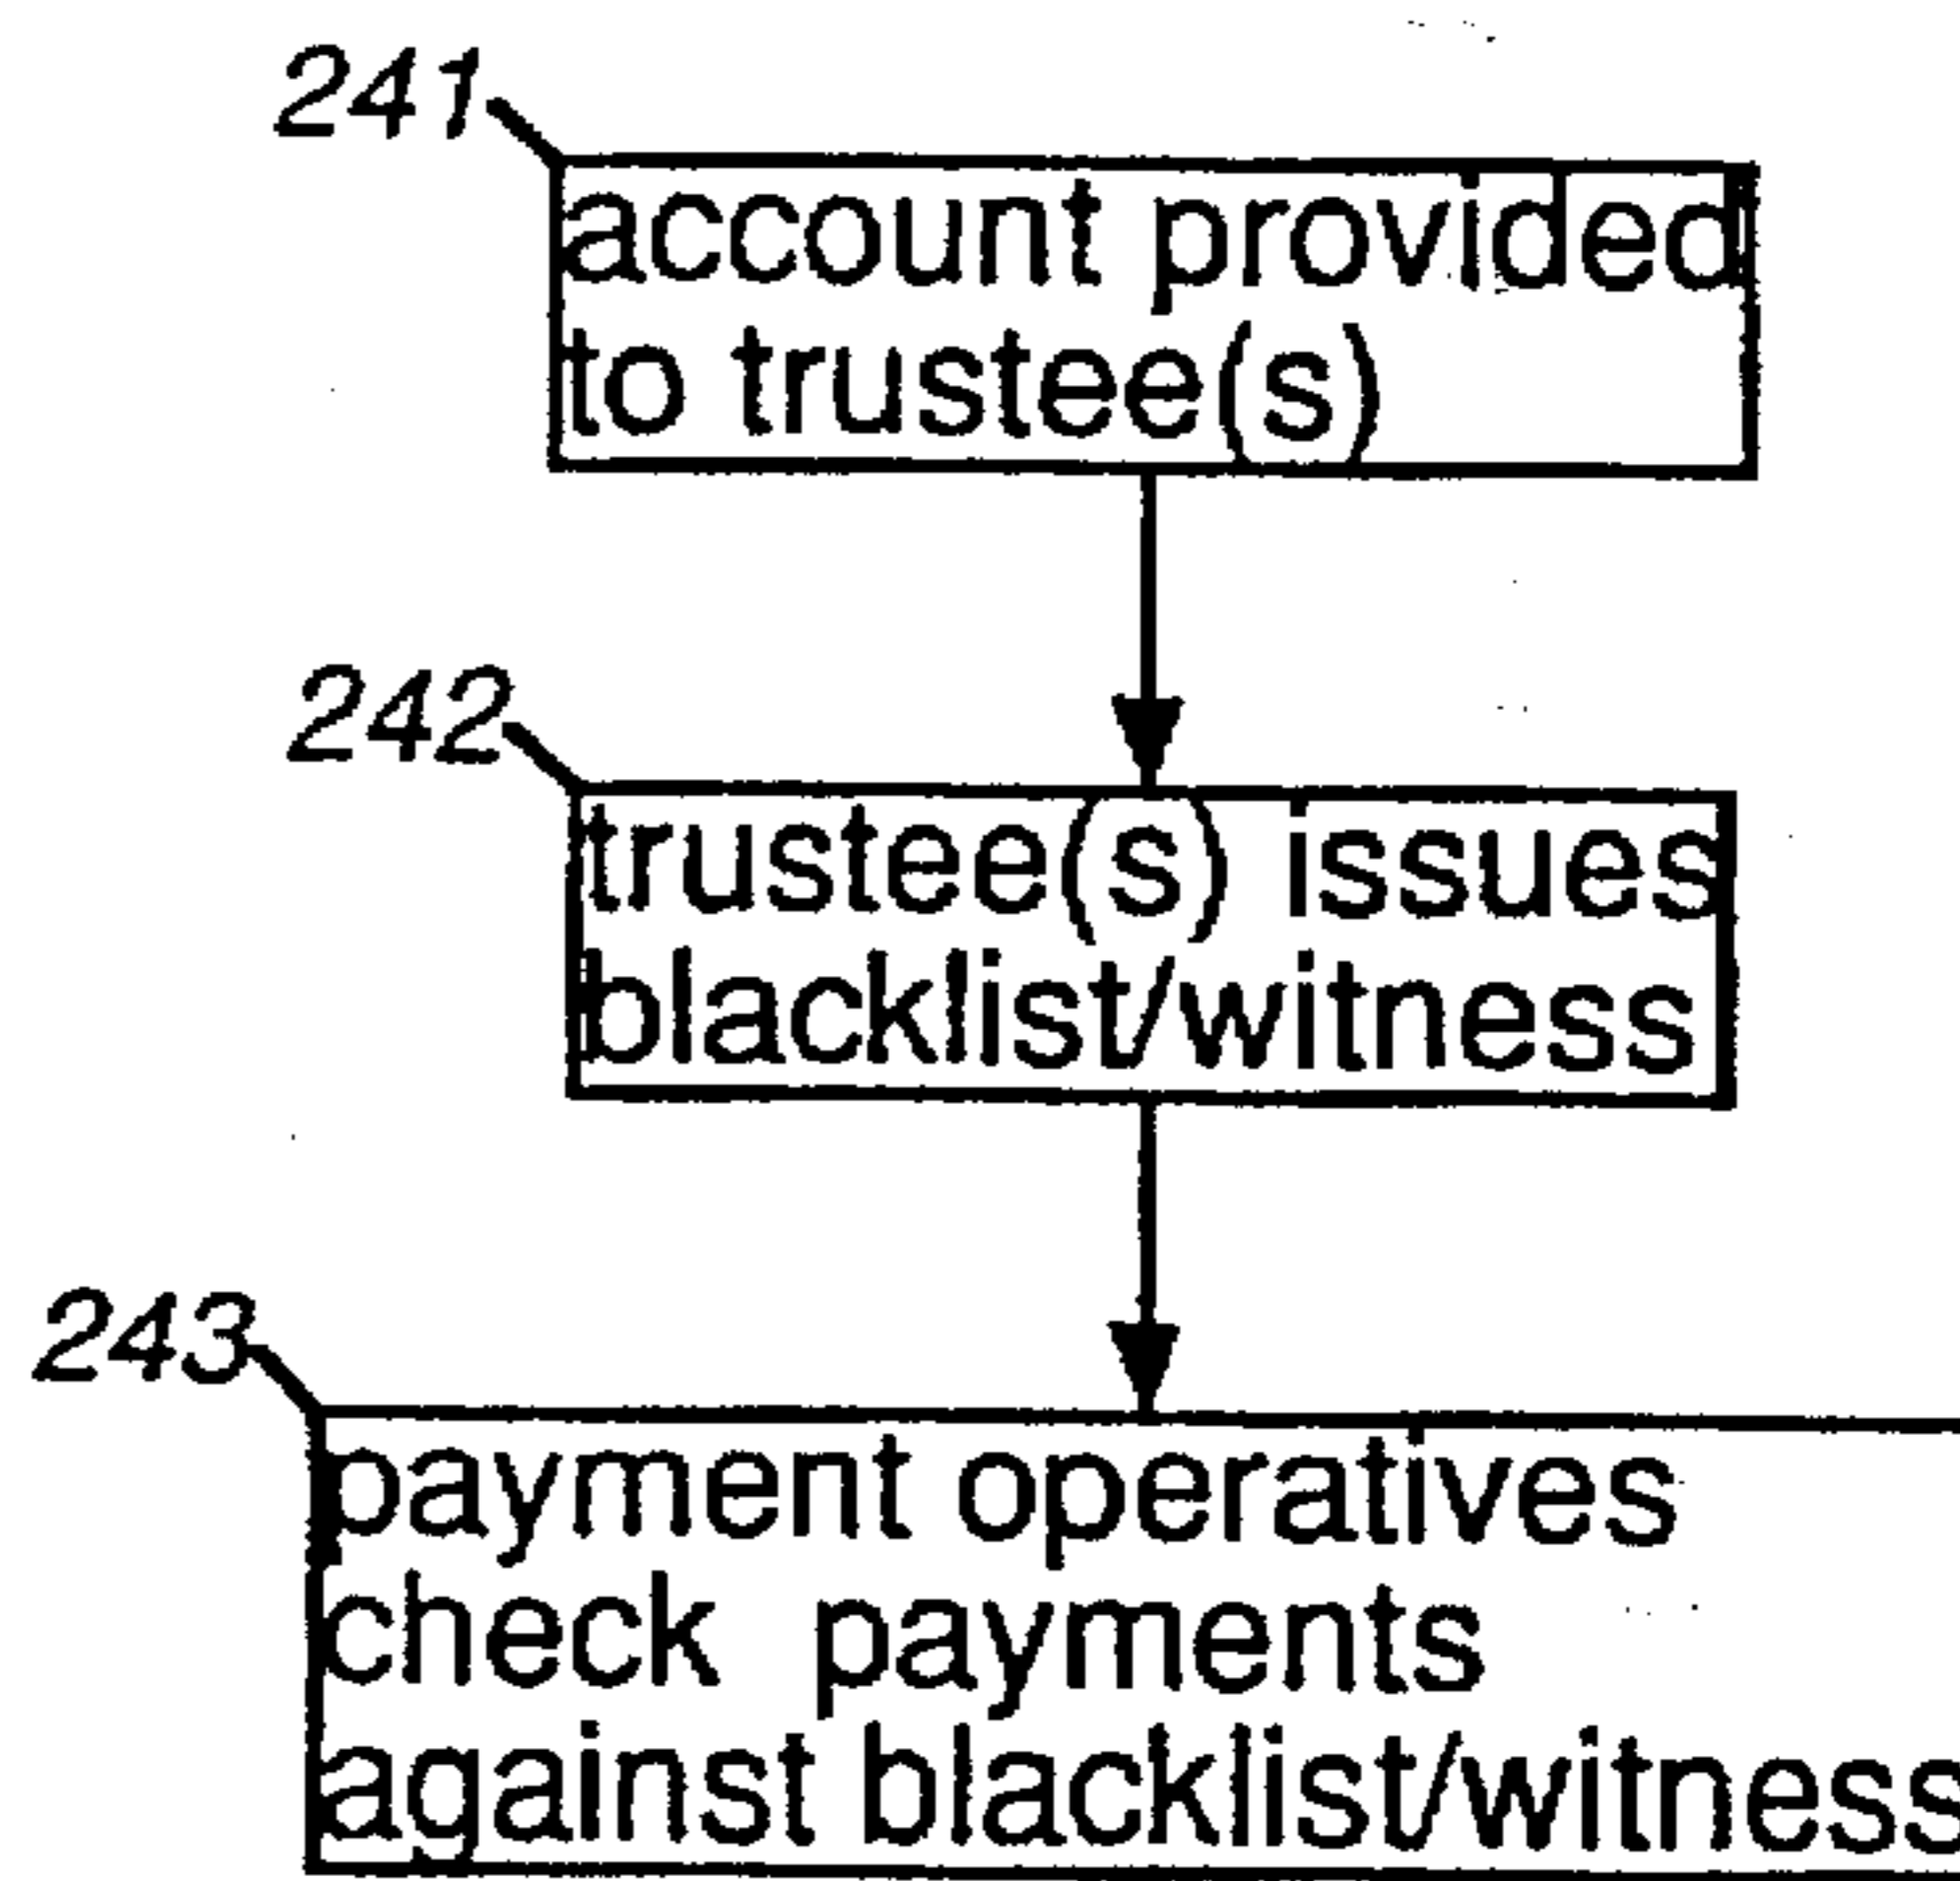 241
account provided
to trustee(s)
242
trustee(s) issues
blacklist/witness
243
payment operatives
check payments
against blacklist/witness